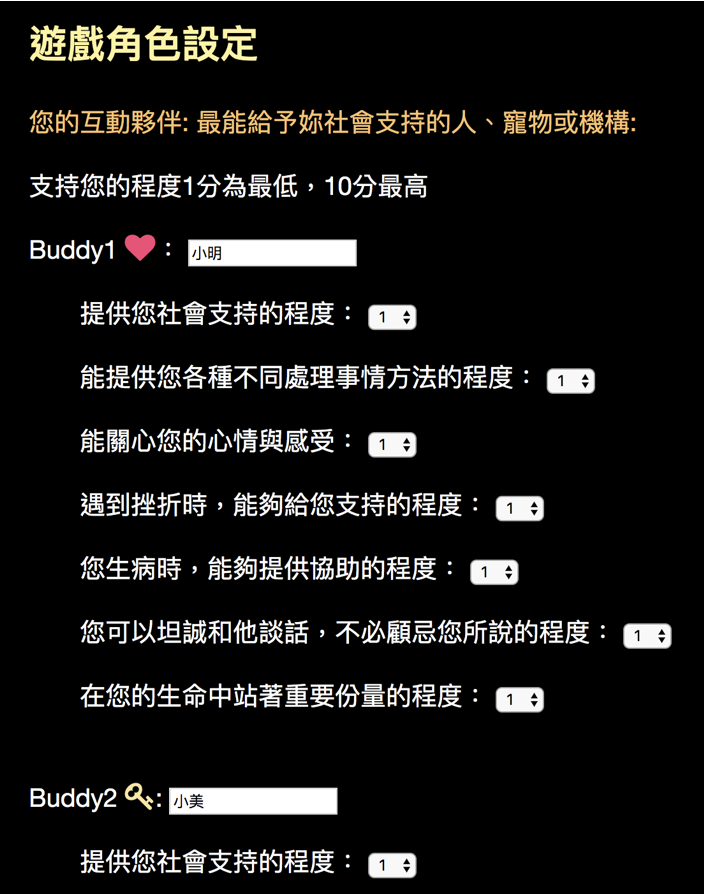 遊戲角色設定
您的互動夥伴: 最能給予妳社會支持的人、寵物或機構:
支持您的程度1分為最低，10分最高
Buddy1 ： 小明
提供您社會支持的程度： 1
能提供您各種不同處理事情方法的程度： 1
能關心您的心情與感受： 1
遇到挫折時，能夠給您支持的程度： 1
您生病時，能夠提供協助的程度： 1
您可以坦誠和他談話，不必顧忌您所說的程度： 1
在您的生命中站著重要份量的程度： 1
Buddy2 : 小美
提供您社會支持的程度： 1